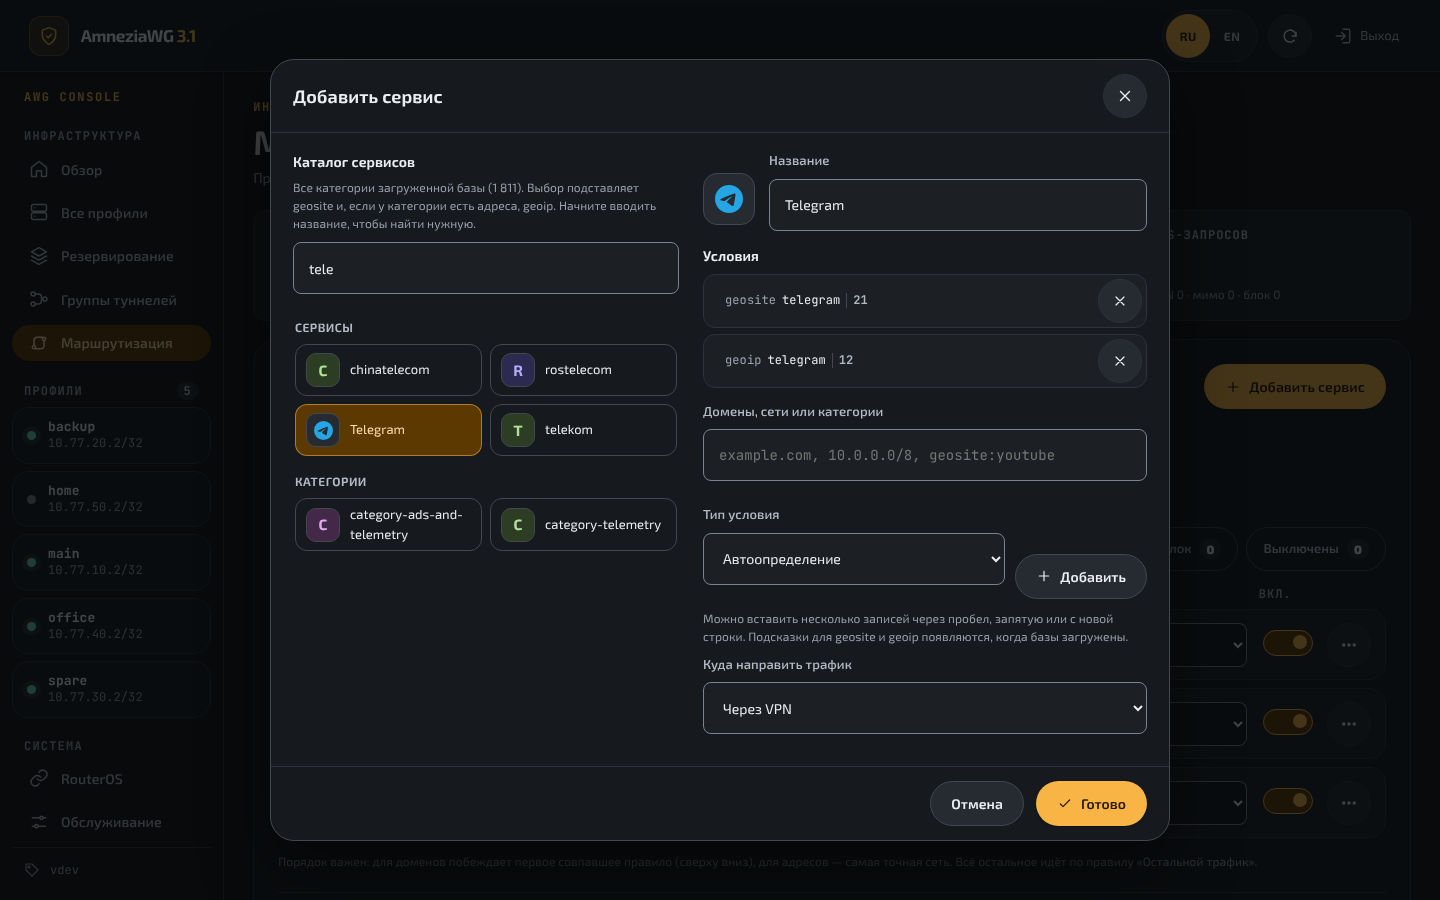 AmneziaWG 3.1
RU
EN
Выход
AWG CONSOLE
ИНФРАСТРУКТУРА
Обзор
Все профили
Резервирование
Группы туннелей
Маршрутизация
ПРОФИЛИ 5
backup
10.77.20.2/32
home
10.77.50.2/32
main
10.77.10.2/32
office
10.77.40.2/32
spare
10.77.30.2/32
СИСТЕМА
RouterOS
Обслуживание
vdev
Добавить сервис
Каталог сервисов
Все категории загруженной базы (1 811). Выбор подставляет
geosite и, если у категории есть адреса, geoip. Начните вводить
название, чтобы найти нужную.
tele
СЕРВИСЫ
C chinatelecom
R rostelecom
Telegram
T telekom
КАТЕГОРИИ
C category-ads-and-
telemetry
C category-telemetry
Название
Telegram
Условия
geosite telegram 21
geoip telegram 12
Домены, сети или категории
example.com, 10.0.0.0/8, geosite:youtube
Тип условия
Автоопределение
Добавить
Можно вставить несколько записей через пробел, запятую или с новой
строки. Подсказки для geosite и geoip появляются, когда базы загружены.
Куда направить трафик
Через VPN
Отмена
Готово
S-ЗАПРОСОВ
0 · мимо 0 · блок 0
Добавить сервис
лок 0
Выключены 0
ВКЛ.
Порядок важен: для доменов побеждает первое совпавшее правило (сверху вниз), для адресов — самая точная сеть. Всё остальное идёт по правилу «Остальной трафик».